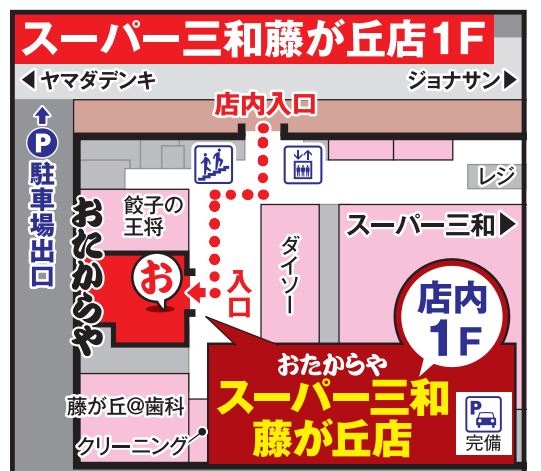 スーパー三和藤が丘店1F
◀ヤマダデンキ
ジョナサン▶
店内入口
P
駐車場出口
レジ
餃子の
王将
おたからや
スーパー三和▶
ダイソー
お
入口
店内
1F
おたからや
スーパー三和
藤が丘店
P
完備
藤が丘@歯科
クリーニング